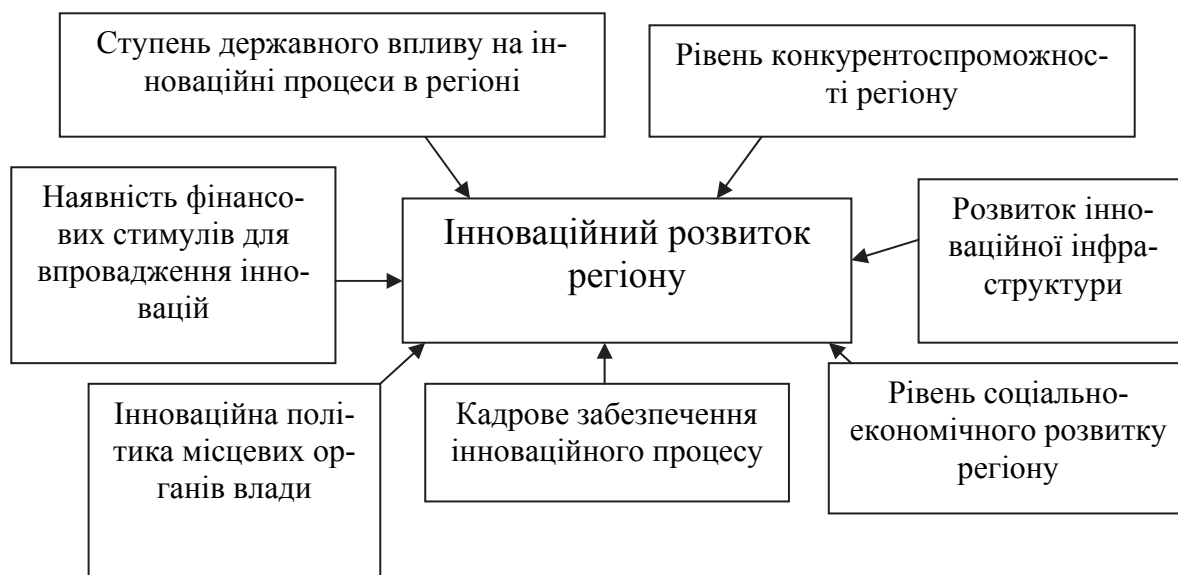 Ступень державного впливу на ін-
новаційні процеси в регіоні
Рівень конкурентоспроможнос-
ті регіону
Наявність фінансо-
вих стимулів для
впровадження інно-
вацій
Інноваційний розвиток
регіону
Розвиток інно-
ваційної інфра-
структури
Інноваційна полі-
тика місцевих ор-
ганів влади
Кадрове забезпечення
інноваційного процесу
Рівень соціально-
економічного розвитку
регіону